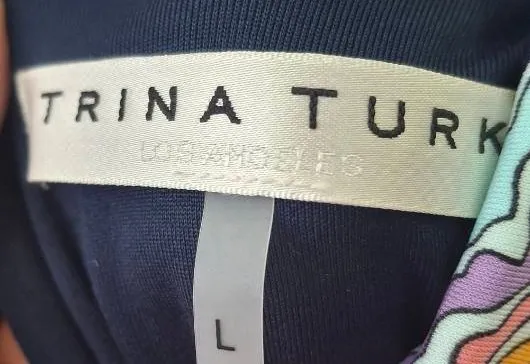 TRINA TURK
LOS ANGELES
L